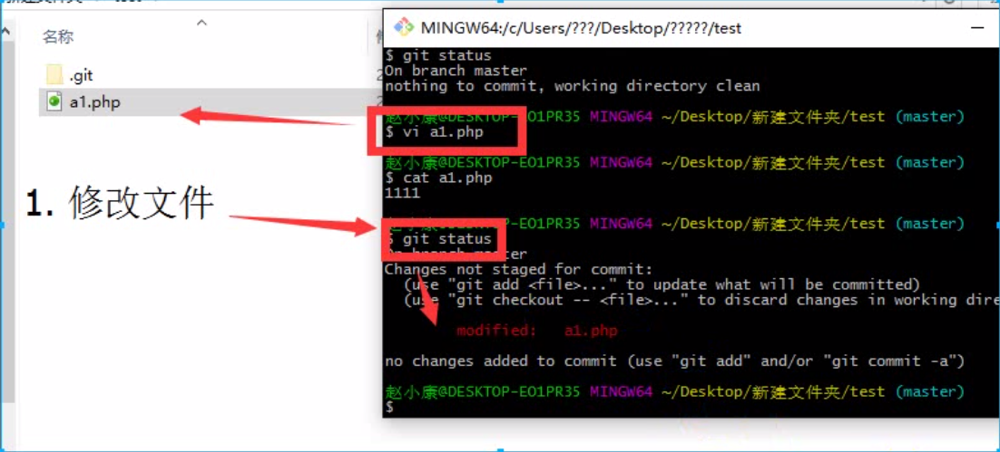 名称
.git
a1.php
1. 修改文件
MINGW64:/c/Users/???/Desktop/?????/test
$ git status
On branch master
nothing to commit, working directory clean
赵小康@DESKTOP-EO1PR35 MINGW64 ~/Desktop/新建文件夹/test (master)
$ vi a1.php
赵小康@DESKTOP-EO1PR35 MINGW64 ~/Desktop/新建文件夹/test (master)
$ cat a1.php
1111
@DESKTOP-EO1PR35 MINGW64 ~/Desktop/新建文件夹/test (master)
$ git status
On branch master
Changes not staged for commit:
(use "git add <file>..." to update what will be committed)
(use "git checkout -- <file>..." to discard changes in working dire
modified: a1.php
no changes added to commit (use "git add" and/or "git commit -a")
赵小康@DESKTOP-EO1PR35 MINGW64 ~/Desktop/新建文件夹/test (master)
$